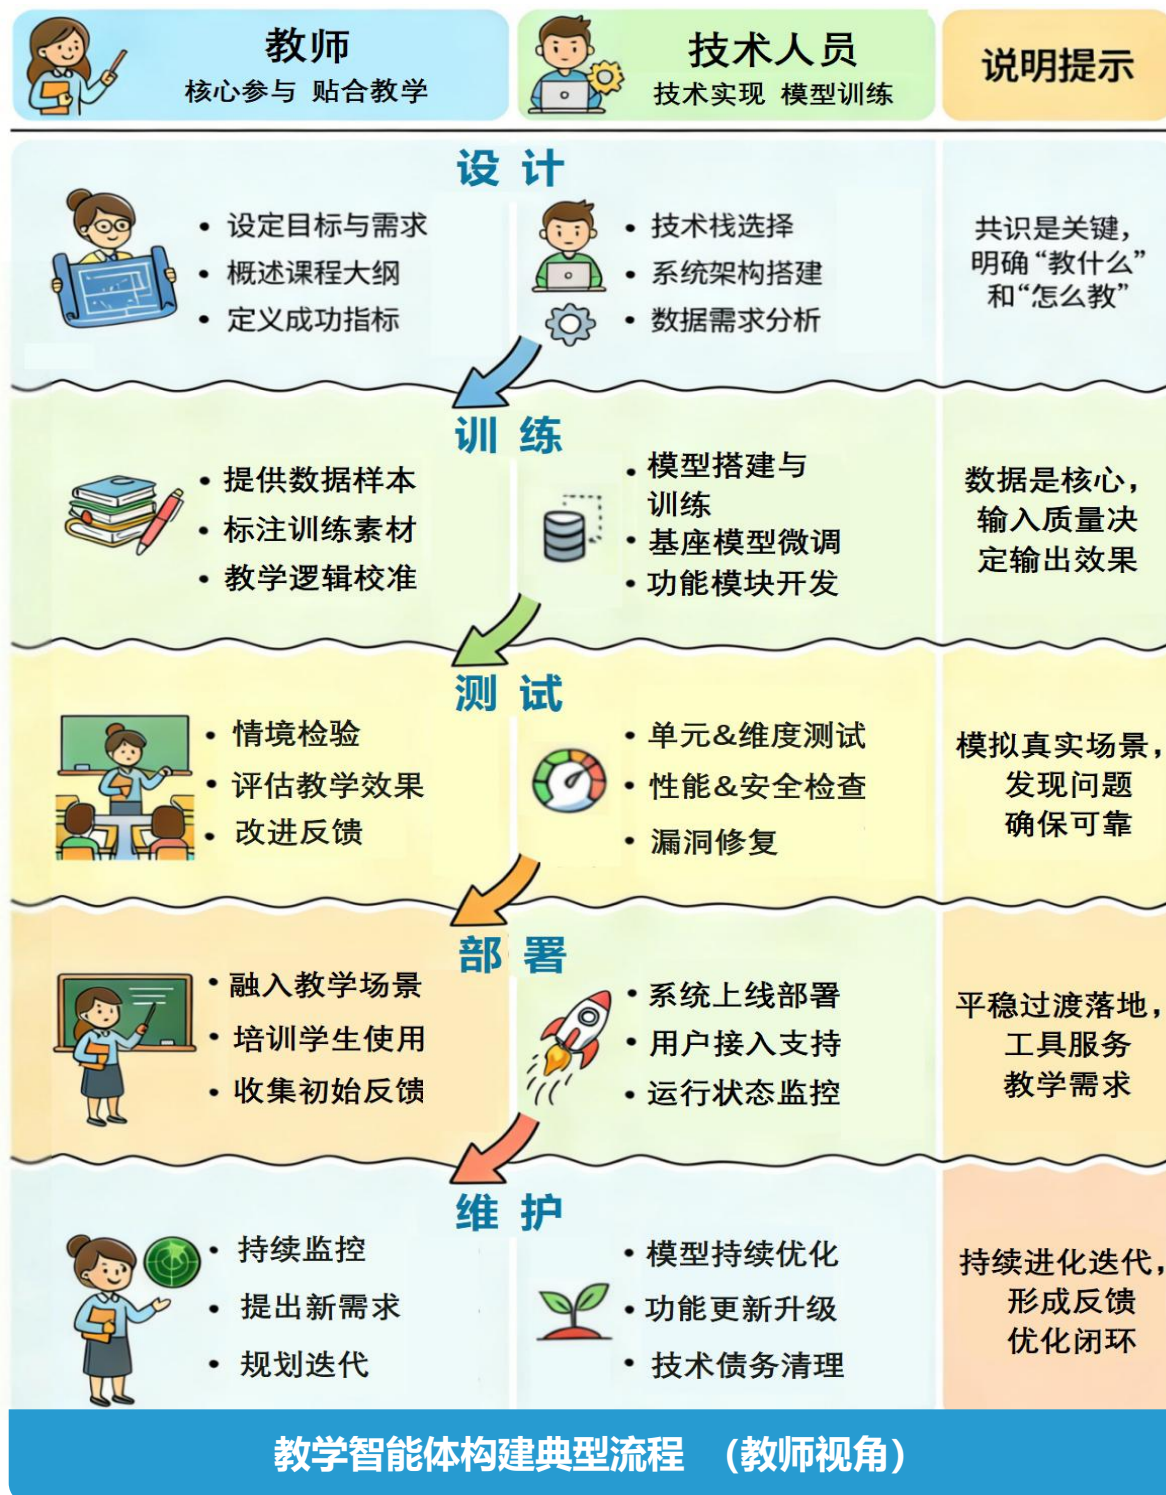 教师
核心参与 贴合教学
技术人员
技术实现 模型训练
说明提示
设计
• 设定目标与需求
• 概述课程大纲
• 定义成功指标
• 技术栈选择
• 系统架构搭建
• 数据需求分析
共识是关键，
明确“教什么”
和“怎么教”
训练
• 提供数据样本
• 标注训练素材
• 教学逻辑校准
• 模型搭建与
训练
• 基座模型微调
• 功能模块开发
数据是核心，
输入质量决
定输出效果
测试
• 情境检验
• 评估教学效果
• 改进反馈
• 单元&维度测试
• 性能&安全检查
• 漏洞修复
模拟真实场景，
发现问题
确保可靠
部署
• 融入教学场景
• 培训学生使用
• 收集初始反馈
• 系统上线部署
• 用户接入支持
• 运行状态监控
平稳过渡落地，
工具服务
教学需求
维护
• 持续监控
• 提出新需求
• 规划迭代
• 模型持续优化
• 功能更新升级
• 技术债务清理
持续进化迭代，
形成反馈
优化闭环
教学智能体构建典型流程 （教师视角）